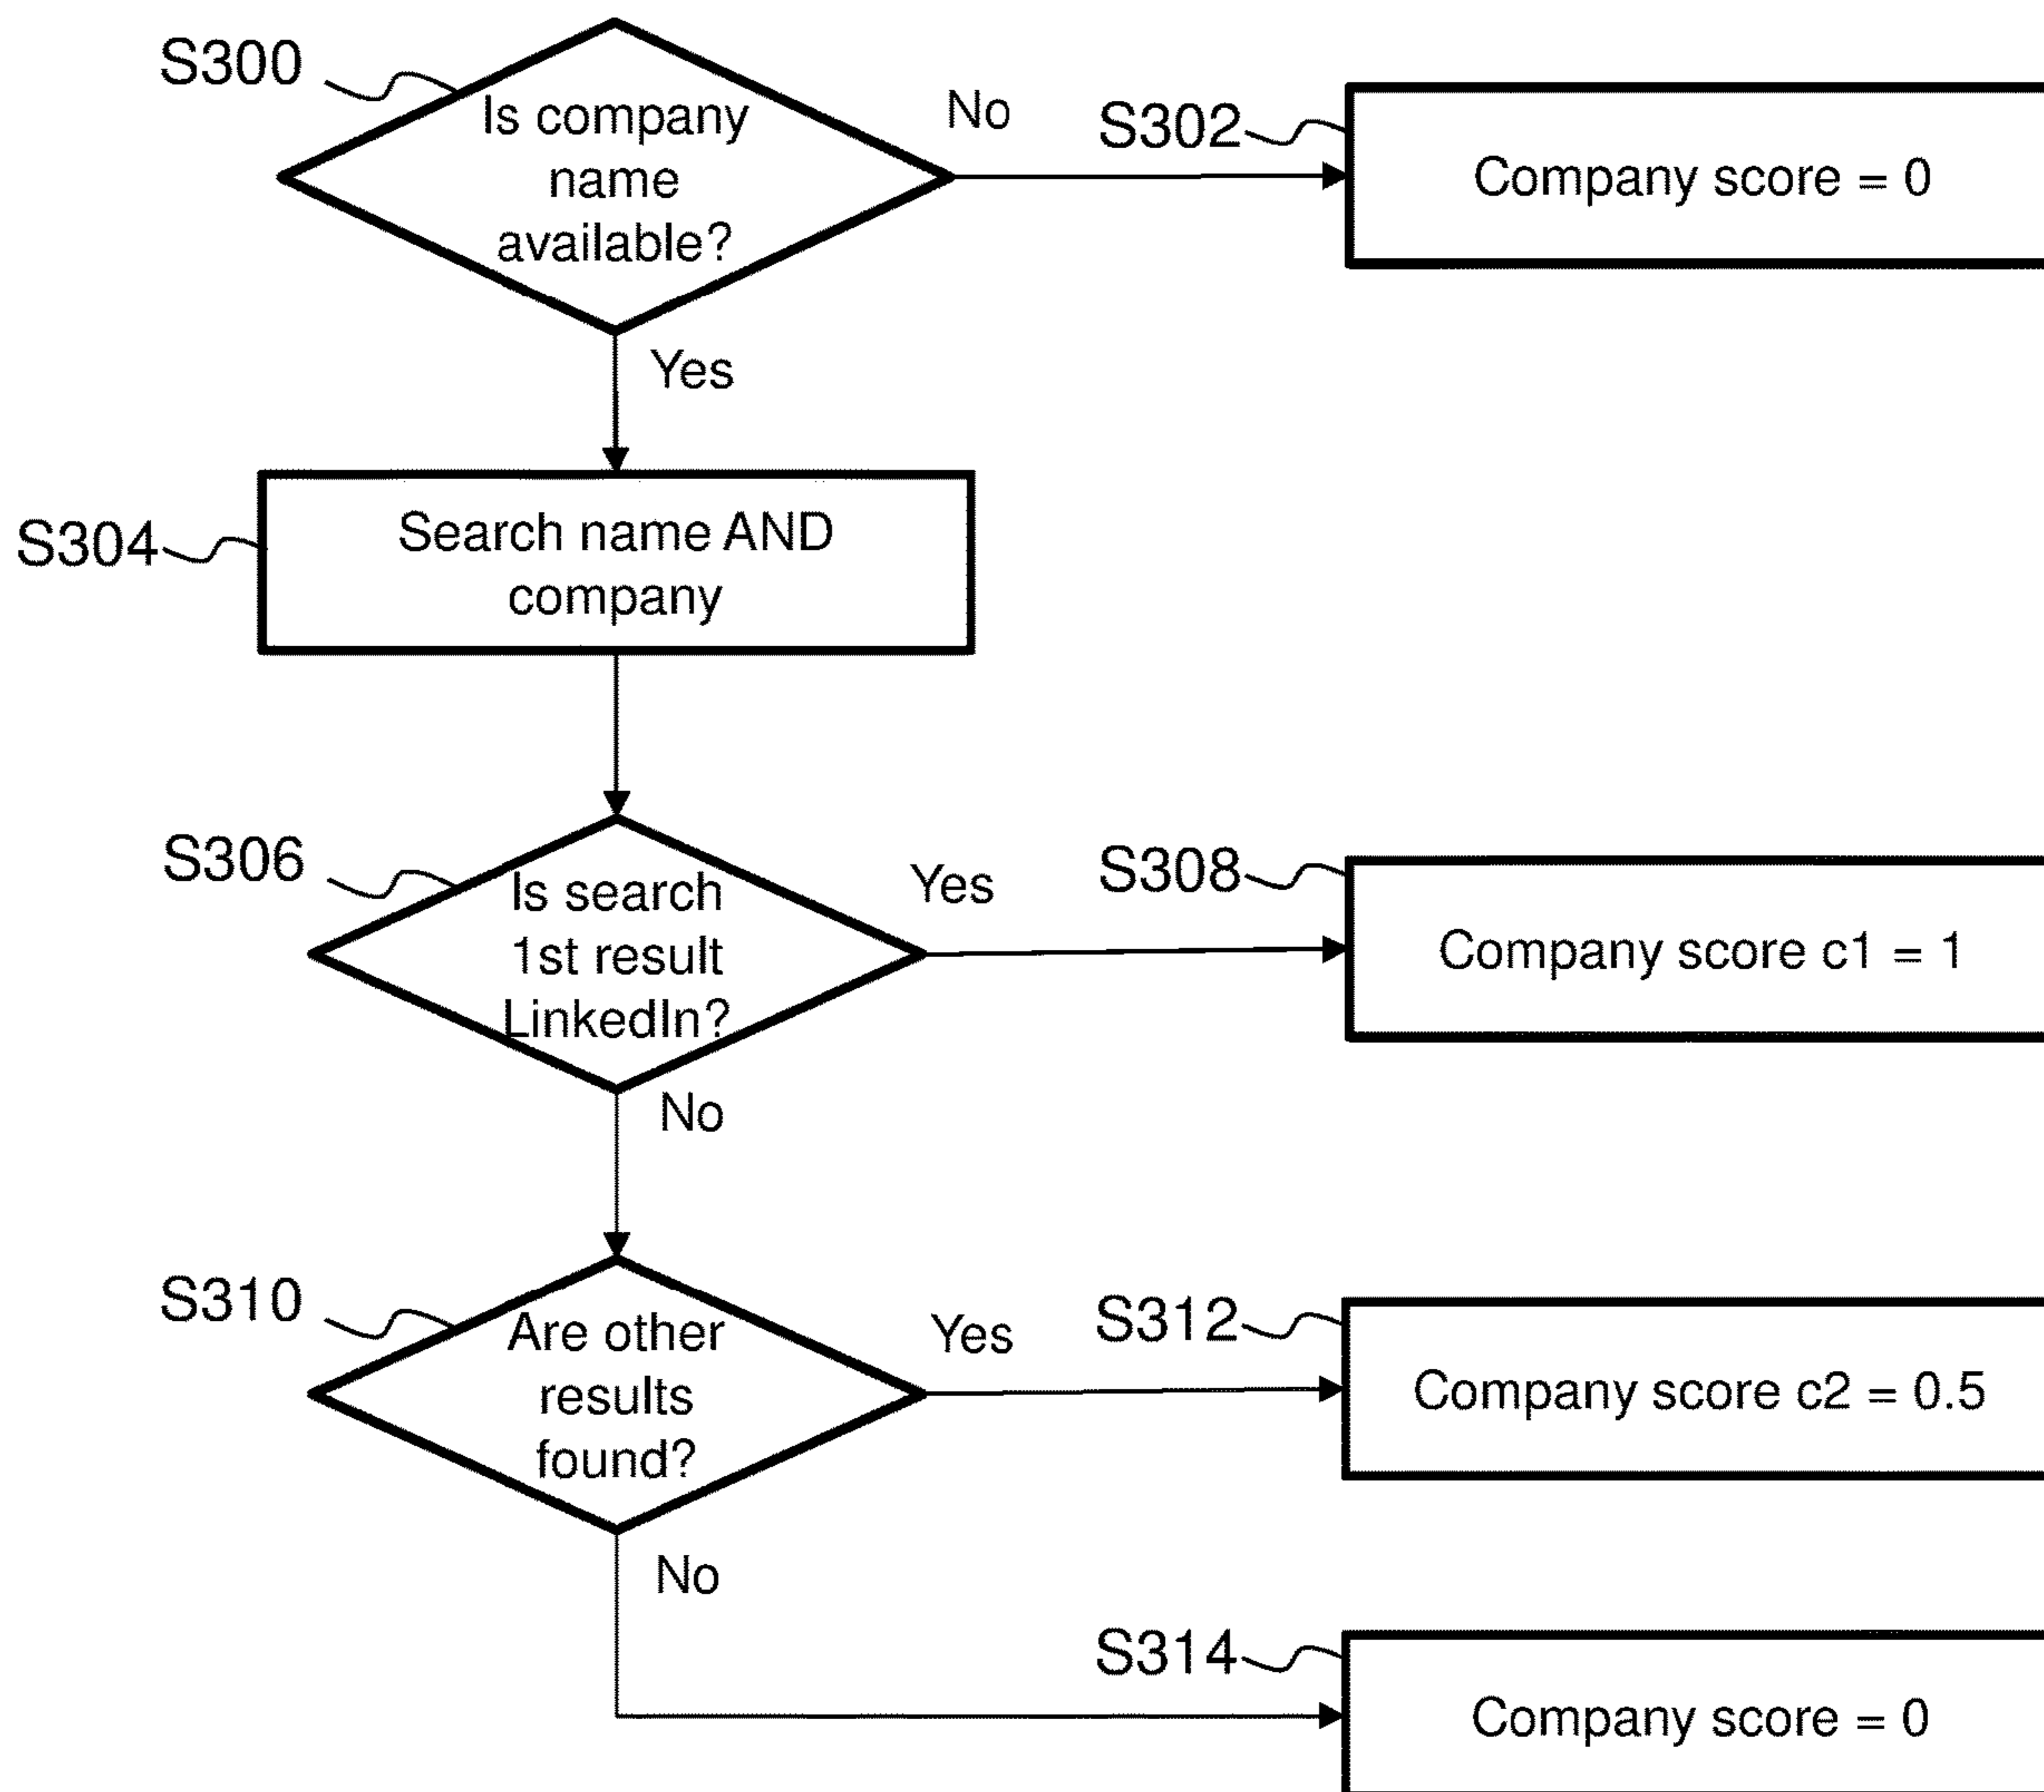 S300
Is company
name
available?
No
S302
Company score = 0
Yes
S304
Search name AND
company
S306
Is search
1st result
LinkedIn?
Yes
S308
Company score c1 = 1
No
S310
Are other
results
found?
Yes
S312
Company score c2 = 0.5
No
S314
Company score = 0